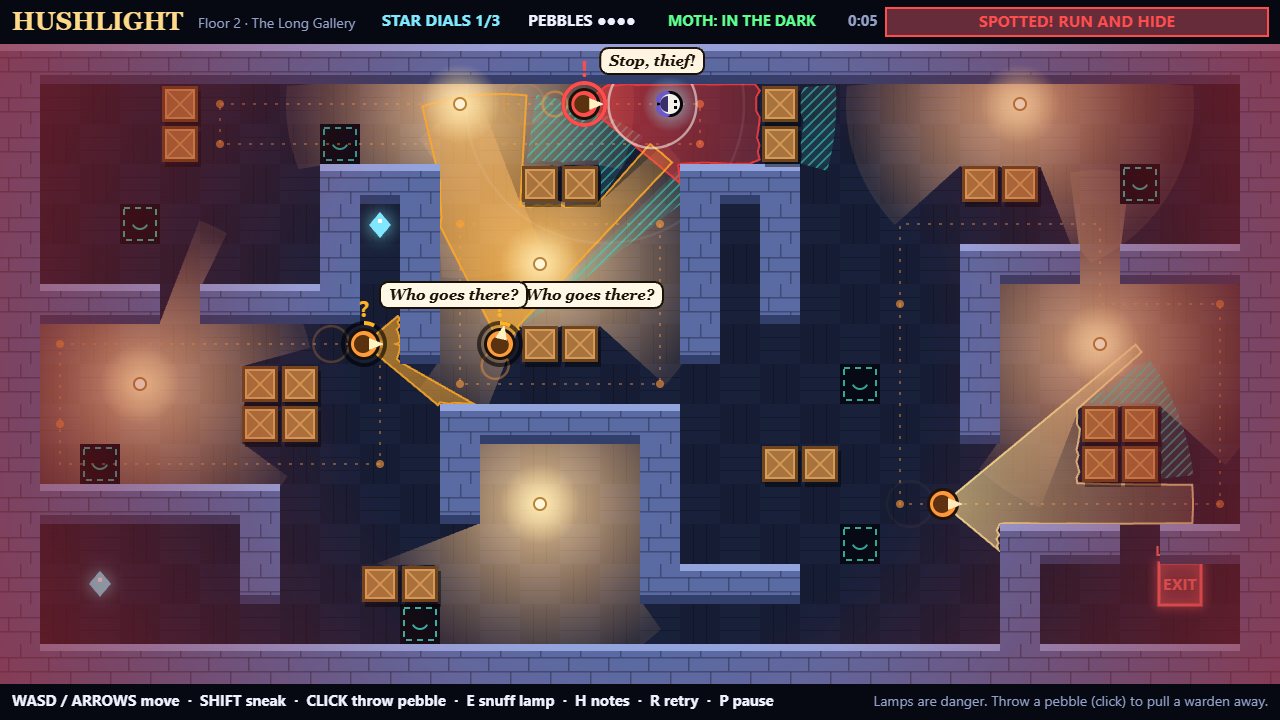 HUSHLIGHT Floor 2 · The Long Gallery STAR DIALS 1/3 PEBBLES ●●●● MOTH: IN THE DARK 0:05 SPOTTED! RUN AND HIDE
Stop, thief!
!
Who goes there? Who goes there?
?
EXIT
WASD / ARROWS move · SHIFT sneak · CLICK throw pebble · E snuff lamp · H notes · R retry · P pause Lamps are danger. Throw a pebble (click) to pull a warden away.